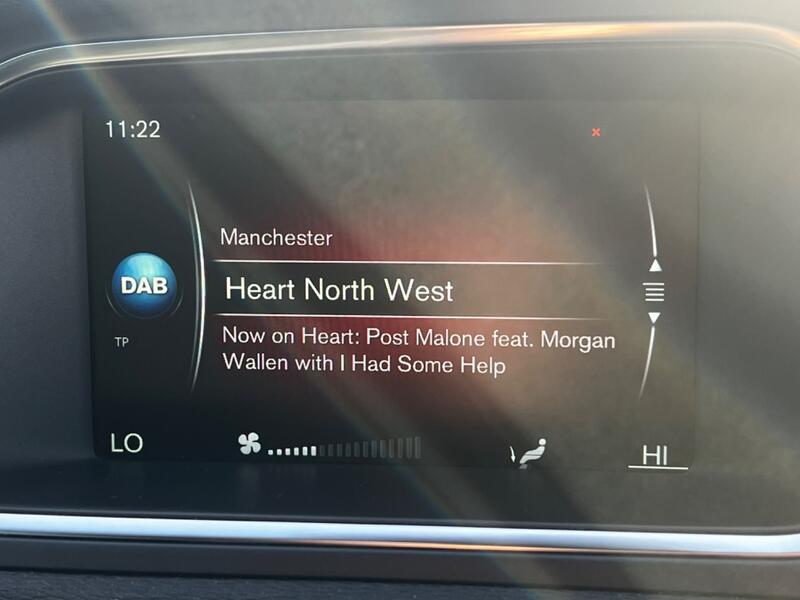 11:22
Manchester
DAB
Heart North West
TP
Now on Heart: Post Malone feat. Morgan
Wallen with I Had Some Help
LO
HI